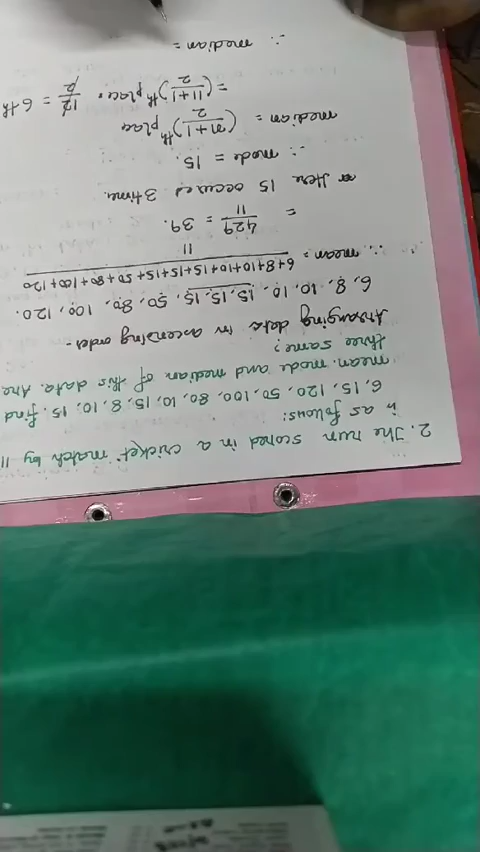 2. The run scored in a cricket match by 11
is as follows:
6, 15, 120, 50, 100, 80, 10, 15, 8, 10, 15. find
mean, mode and median of this data. Are
three same?
Arranging data in ascending order-
6, 8, 10, 10, 15, 15, 15, 50, 80, 100, 120.
∴ mean = 6+8+10+10+15+15+15+50+80+100+120 / 11
= 429/11 = 39.
Here 15 occures 3 time.
∴ mode = 15.
median = (n+1/2)th place
= (11+1/2)th place. 12/2 = 6th
∴ median =